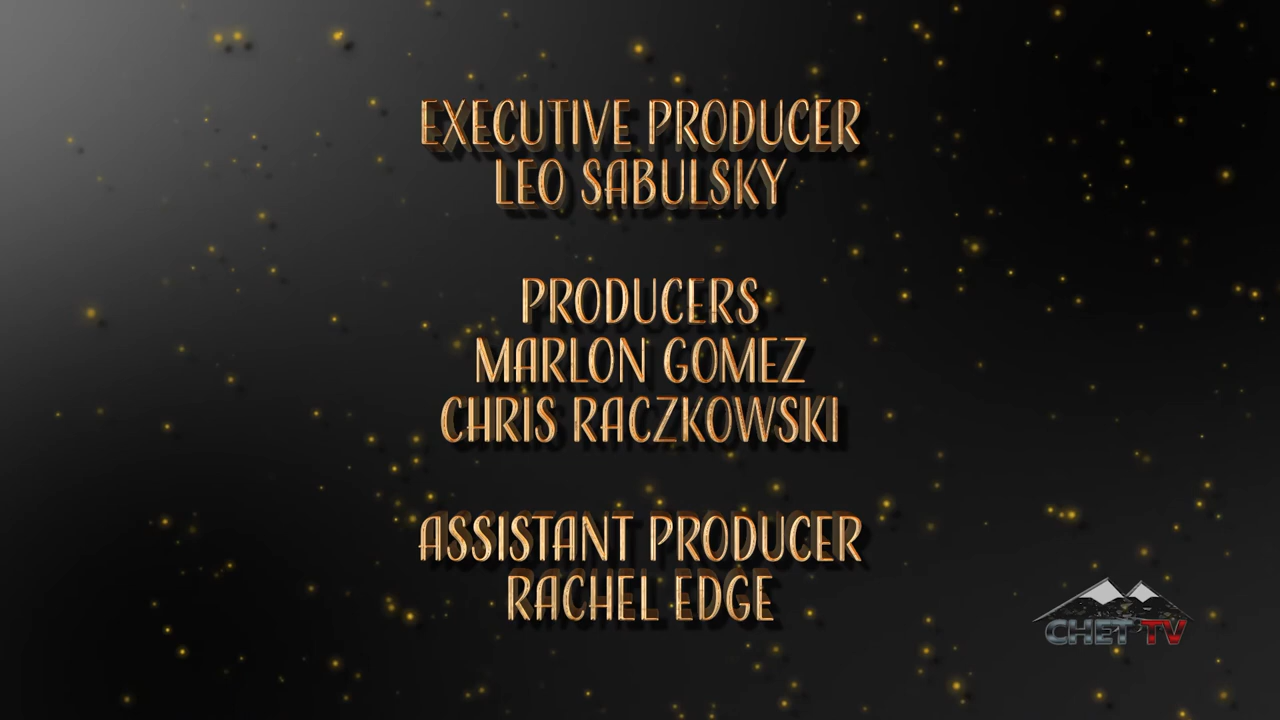 EXECUTIVE PRODUCER
LEO SABULSKY
PRODUCERS
MARLON GOMEZ
CHRIS RACZKOWSKI
ASSISTANT PRODUCER
RACHEL EDGE
CHET TV